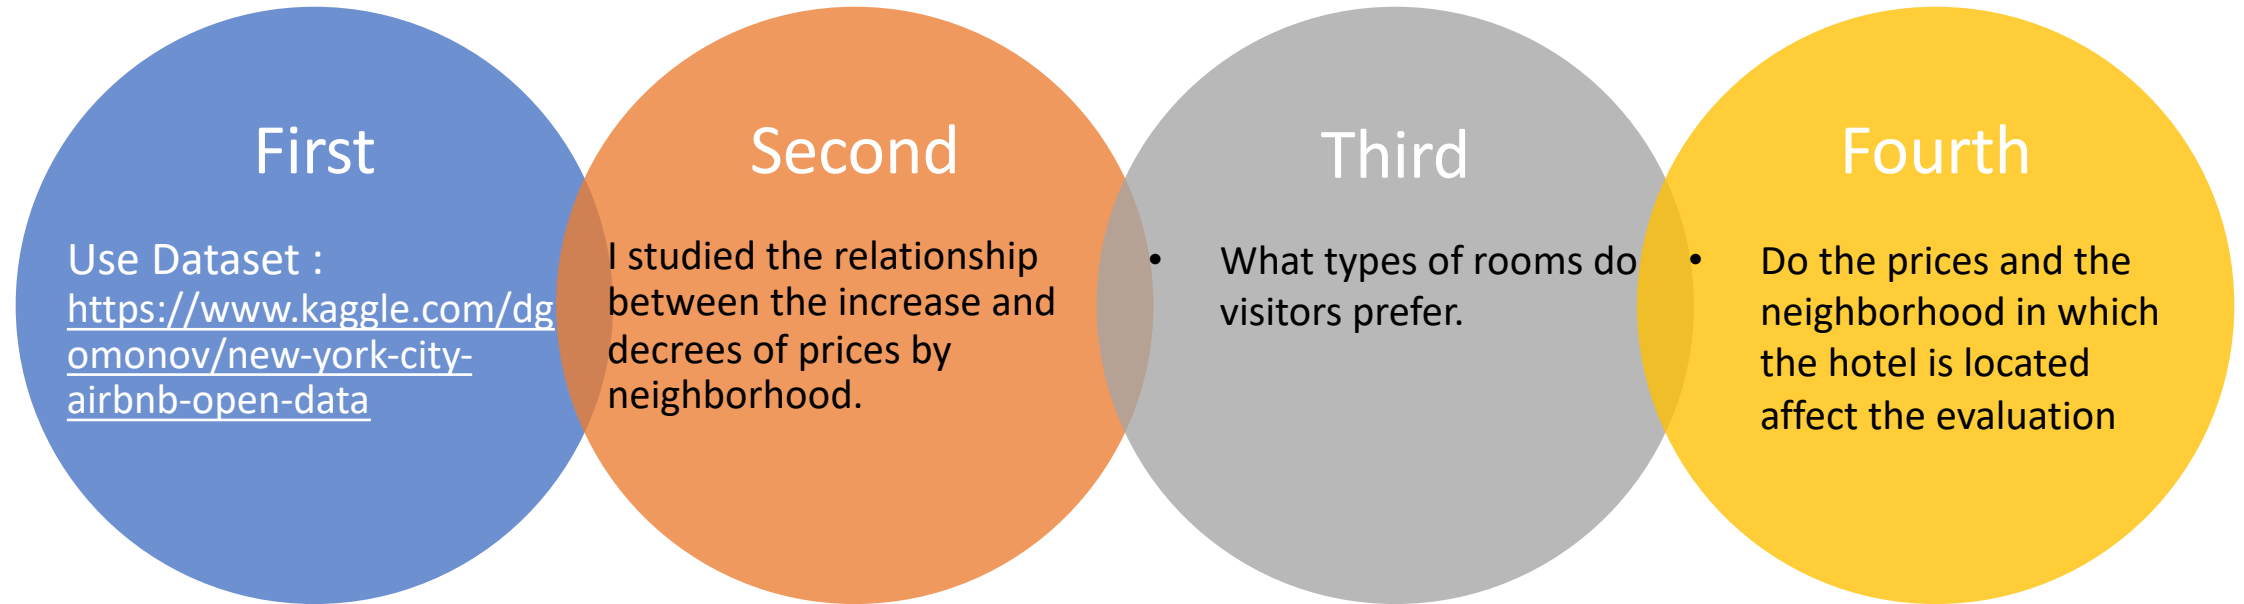 First
Use Dataset :
https://www.kaggle.com/dg
omonov/new-york-city-
airbnb-open-data
Second
I studied the relationship
between the increase and
decrees of prices by
neighborhood.
Third
• What types of rooms do
visitors prefer.
Fourth
• Do the prices and the
neighborhood in which
the hotel is located
affect the evaluation